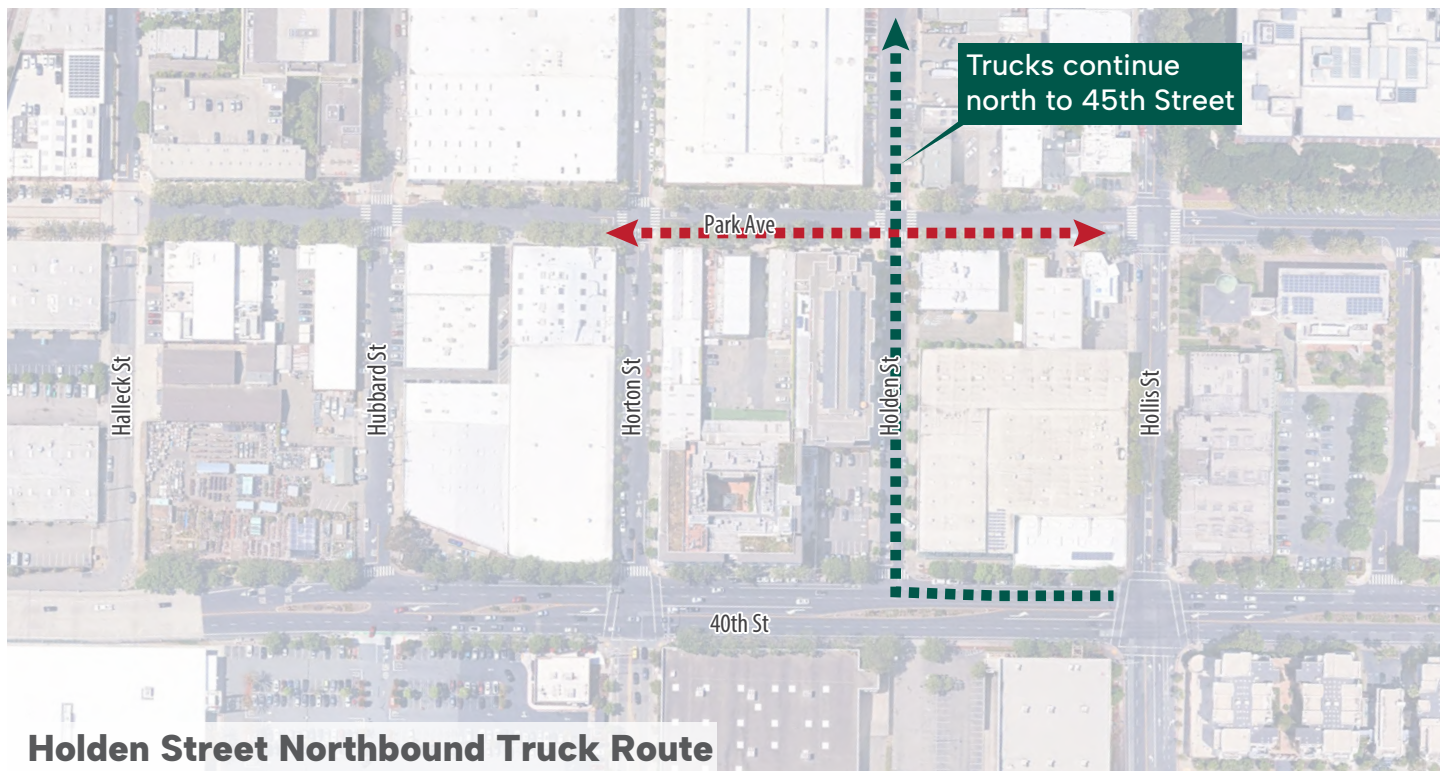 Trucks continue
north to 45th Street
Park Ave
Halleck St
Hubbard St
Horton St
Holden St
Hollis St
40th St
Holden Street Northbound Truck Route